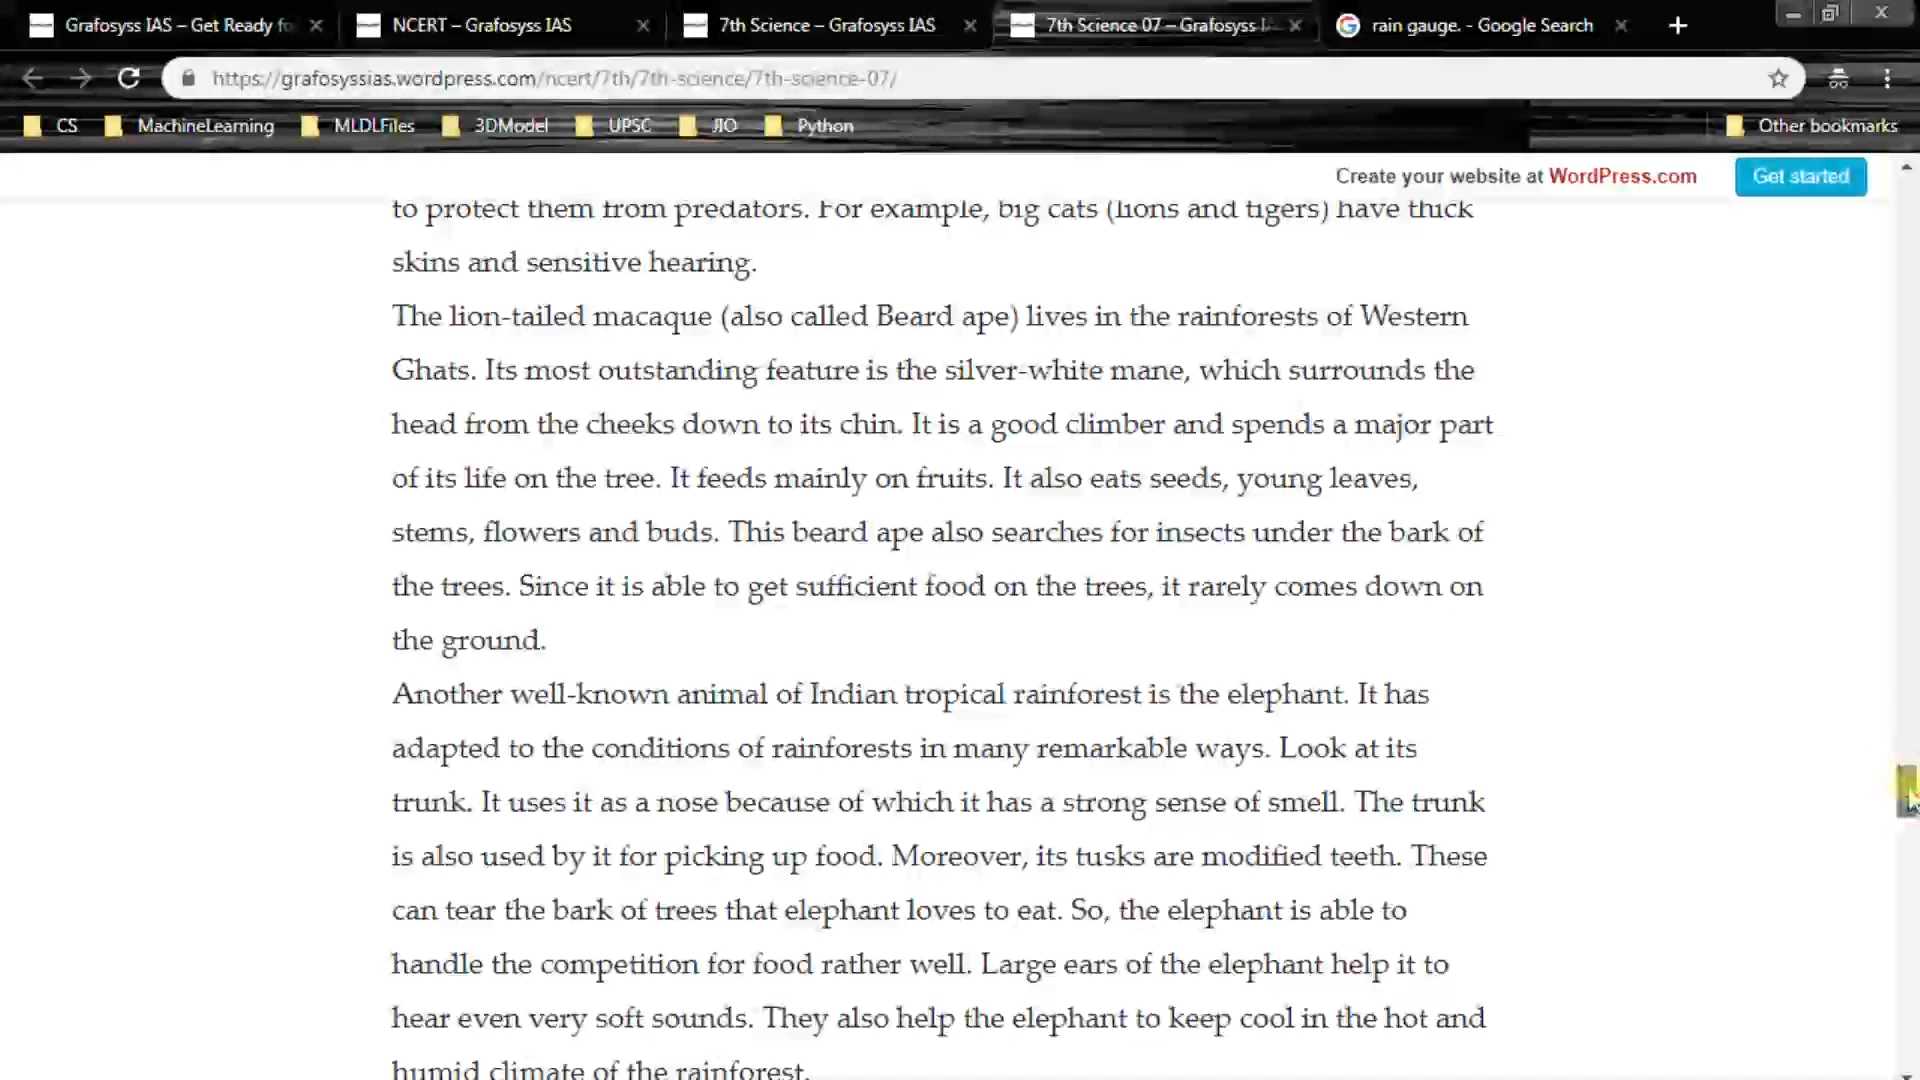 Grafosyss IAS – Get Ready fo
NCERT – Grafosyss IAS
7th Science – Grafosyss IAS
7th Science 07 – Grafosyss I
rain gauge. - Google Search
https://grafosyssias.wordpress.com/ncert/7th/7th-science/7th-science-07/
CS
MachineLearning
MLDLFiles
3DModel
UPSC
JIO
Python
Other bookmarks
Create your website at WordPress.com
Get started
to protect them from predators. For example, big cats (lions and tigers) have thick
skins and sensitive hearing.
The lion-tailed macaque (also called Beard ape) lives in the rainforests of Western
Ghats. Its most outstanding feature is the silver-white mane, which surrounds the
head from the cheeks down to its chin. It is a good climber and spends a major part
of its life on the tree. It feeds mainly on fruits. It also eats seeds, young leaves,
stems, flowers and buds. This beard ape also searches for insects under the bark of
the trees. Since it is able to get sufficient food on the trees, it rarely comes down on
the ground.
Another well-known animal of Indian tropical rainforest is the elephant. It has
adapted to the conditions of rainforests in many remarkable ways. Look at its
trunk. It uses it as a nose because of which it has a strong sense of smell. The trunk
is also used by it for picking up food. Moreover, its tusks are modified teeth. These
can tear the bark of trees that elephant loves to eat. So, the elephant is able to
handle the competition for food rather well. Large ears of the elephant help it to
hear even very soft sounds. They also help the elephant to keep cool in the hot and
humid climate of the rainforest.